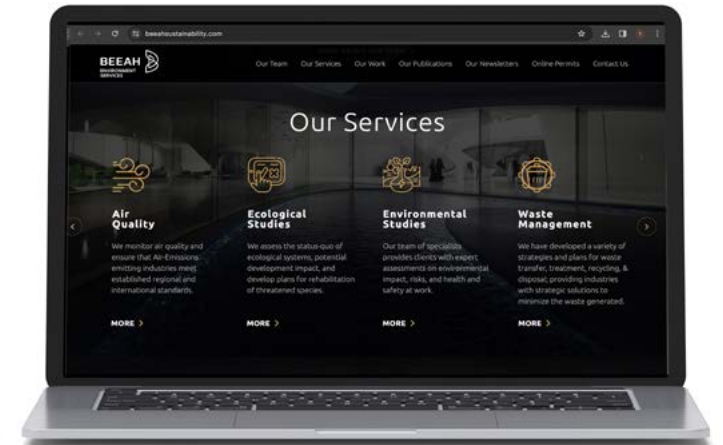 beeahsustainability.com
BEEAH
ENVIRONMENT
SERVICES
Our Team Our Services Our Work Our Publications Our Newsletters Online Permits Contact Us
Our Services
Air
Quality
We monitor air quality and
ensure that Air-Emissions
emitting industries meet
established regional and
international standards.
MORE >
Ecological
Studies
We assess the status-quo of
ecological systems, potential
development impact, and
develop plans for rehabilitation
of threatened species.
MORE >
Environmental
Studies
Our team of specialists
provides clients with expert
assessments on environmental
impact, risks, and health and
safety at work.
MORE >
Waste
Management
We have developed a variety of
strategies and plans for waste
transfer, treatment, recycling, &
disposal; providing industries
with strategic solutions to
minimize the waste generated.
MORE >